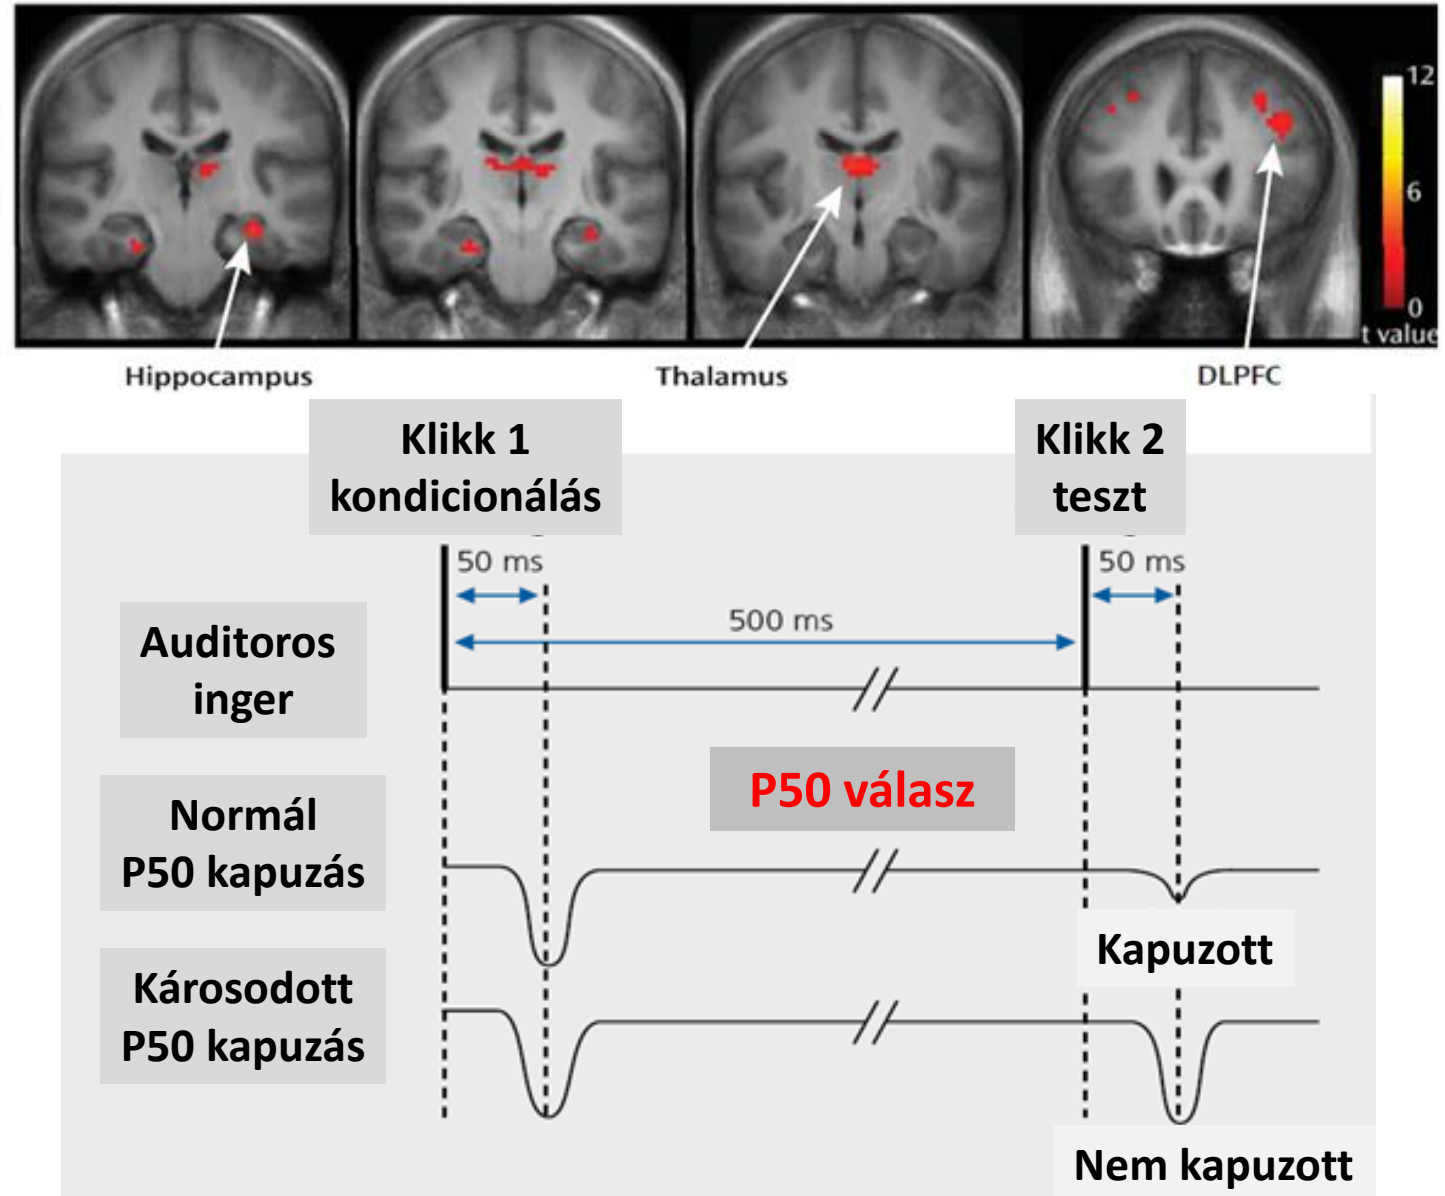 12
6
0
t value
Hippocampus
Thalamus
DLPFC
Klikk 1
kondicionálás
Klikk 2
teszt
50 ms
50 ms
500 ms
Auditoros
inger
P50 válasz
Normál
P50 kapuzás
Kapuzott
Károsodott
P50 kapuzás
Nem kapuzott